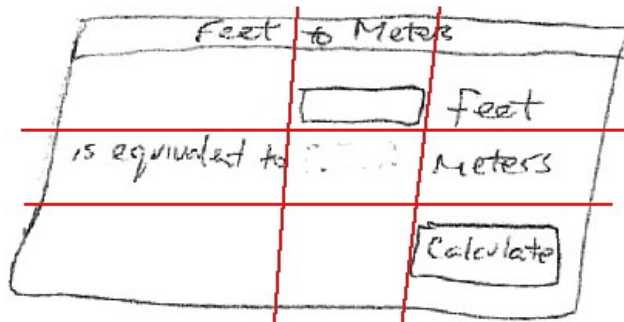 Feet to Meters
Feet
is equivalent to Meters
Calculate